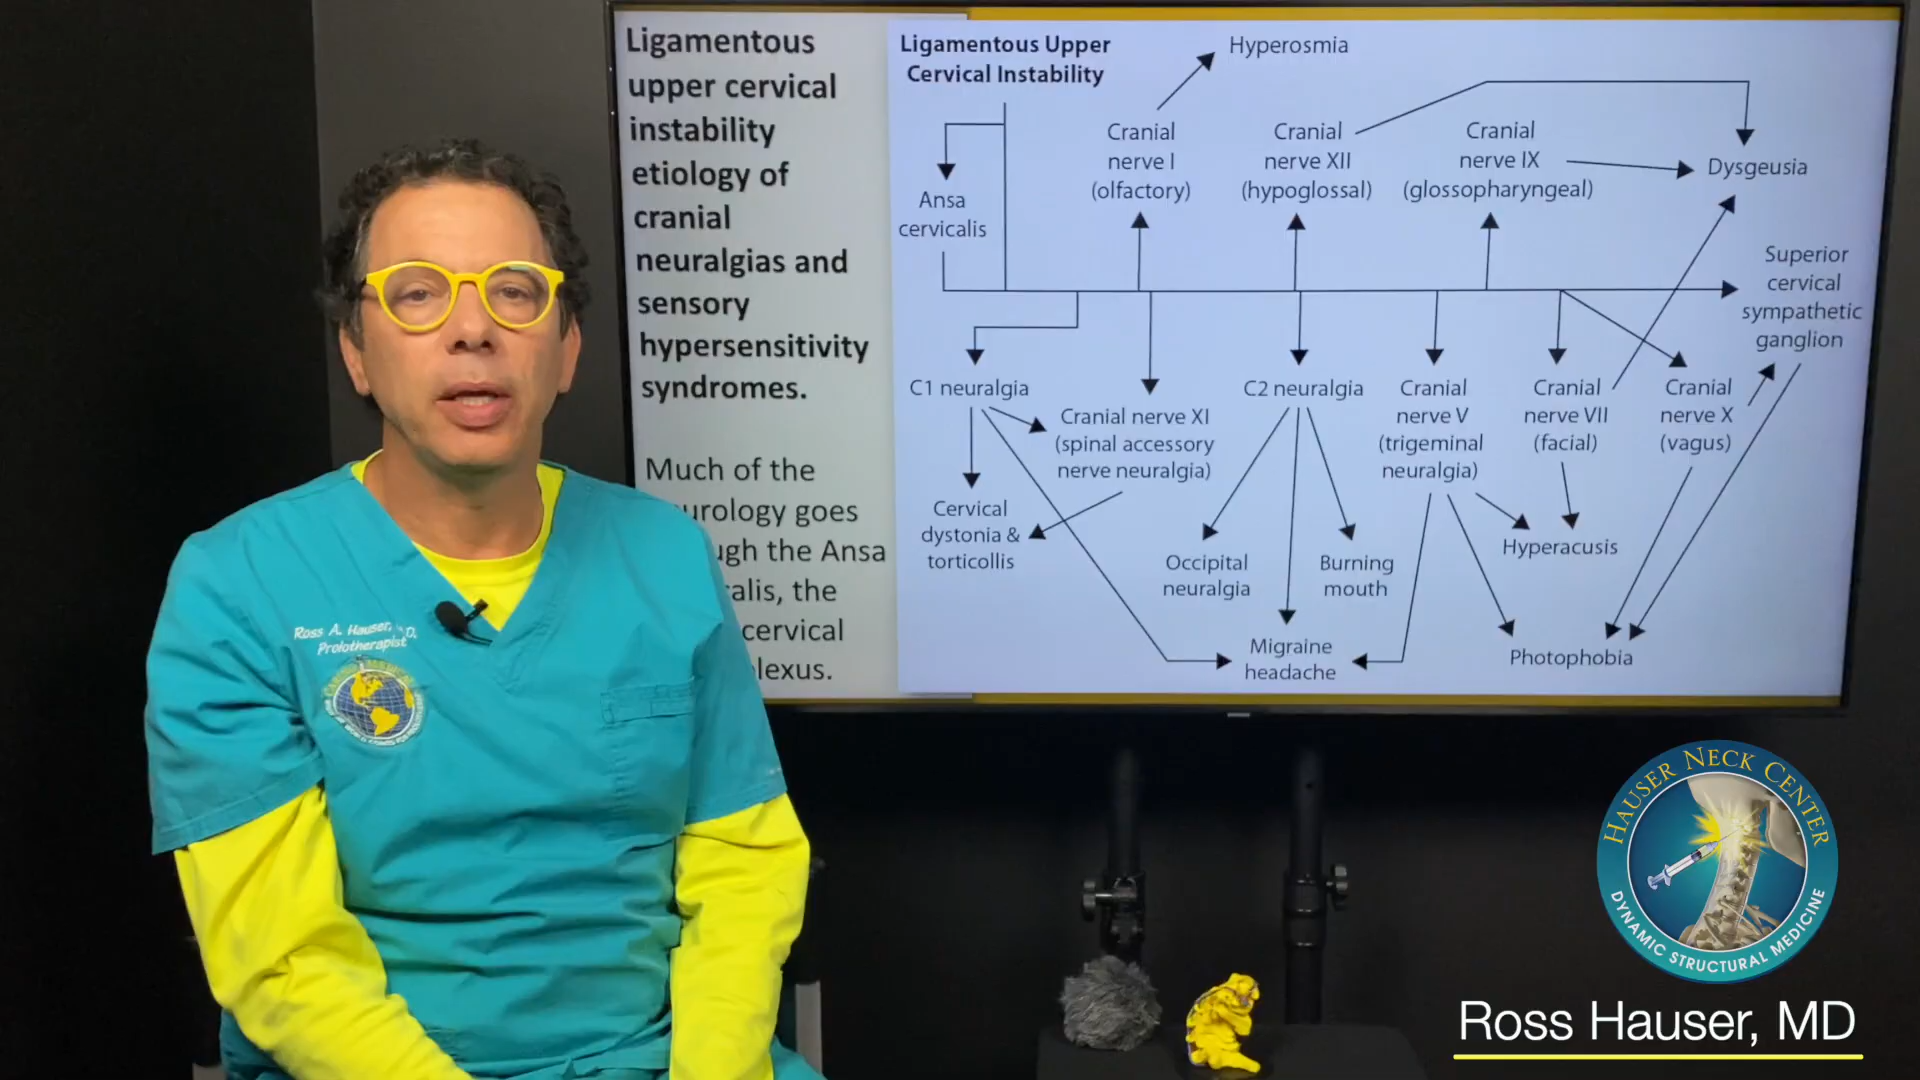 Ligamentous
upper cervical
instability
etiology of
cranial
neuralgias and
sensory
hypersensitivity
syndromes.
Much of the
goes
the Ansa
the
cervical
Ligamentous Upper
Cervical Instability
Hyperosmia
Cranial
nerve I
(olfactory)
Cranial
nerve XII
(hypoglossal)
Cranial
nerve IX
(glossopharyngeal)
Dysgeusia
Ansa
cervicalis
Superior
cervical
sympathetic
ganglion
C1 neuralgia
Cranial nerve XI
(spinal accessory
nerve neuralgia)
C2 neuralgia
Cranial
nerve V
(trigeminal
neuralgia)
Cranial
nerve VII
(facial)
Cranial
nerve X
(vagus)
Cervical
dystonia &
torticollis
Occipital
neuralgia
Burning
mouth
Hyperacusis
Migraine
headache
Photophobia
Ross A. Hauser,
Prolotherapist
HAUSER NECK CENTER
DYNAMIC STRUCTURAL MEDICINE
Ross Hauser, MD